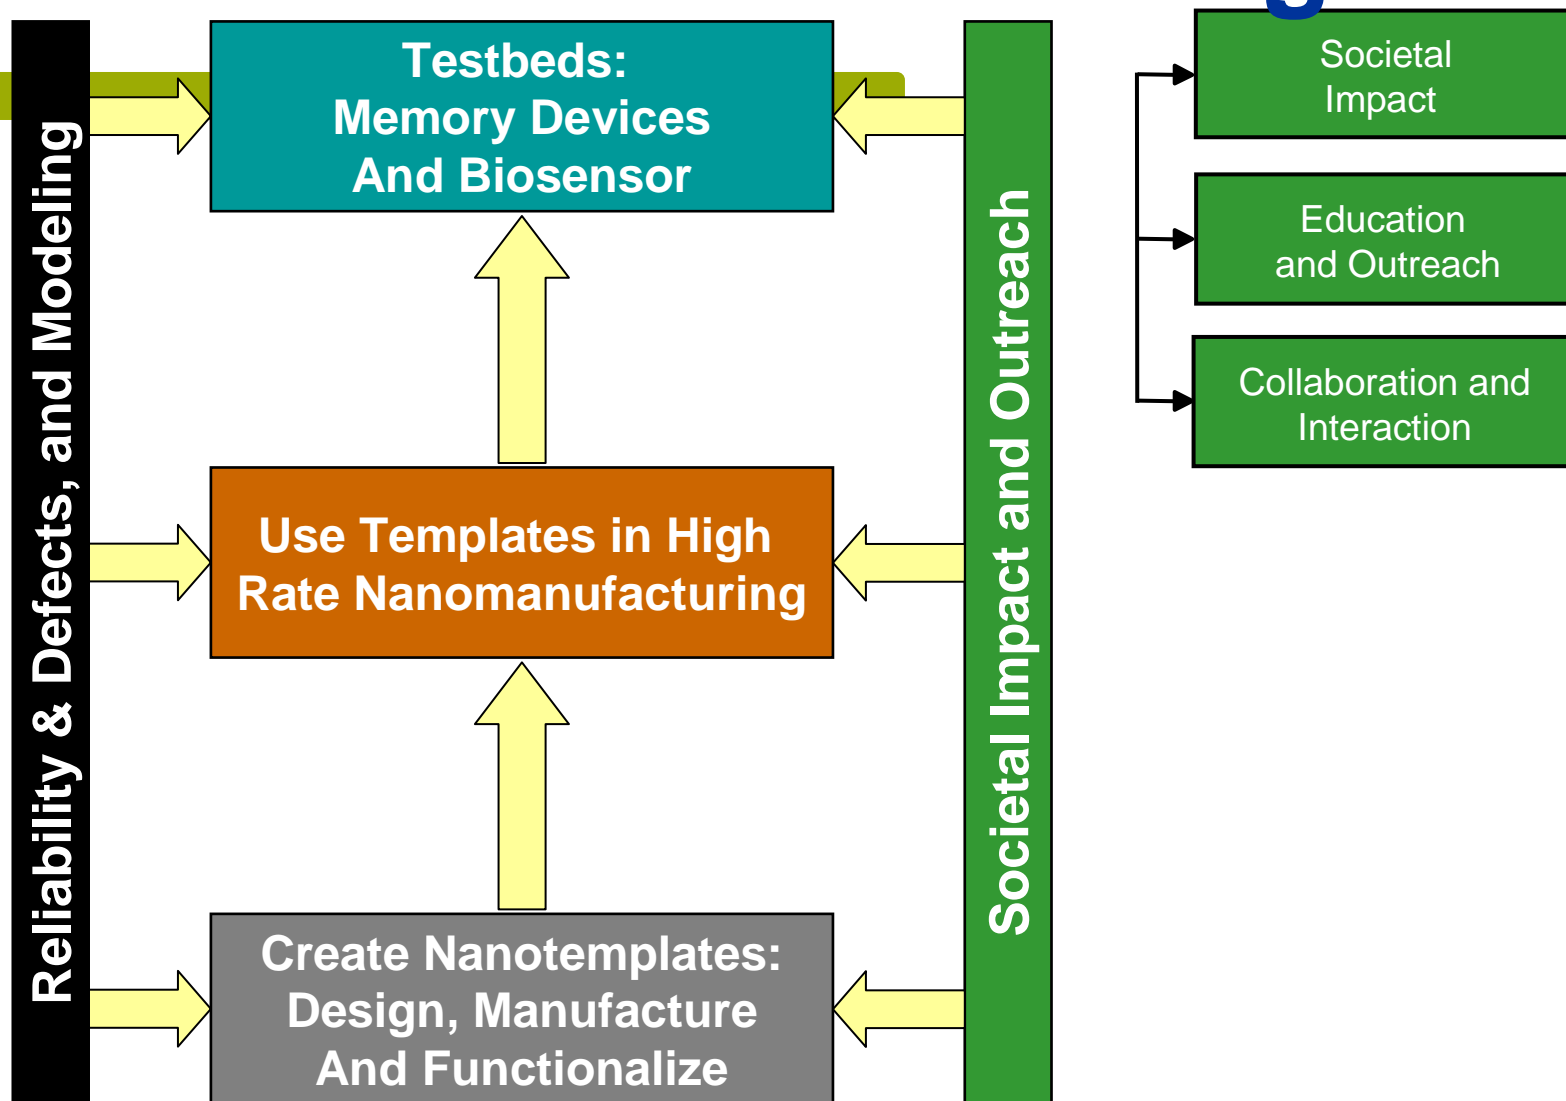 Testbeds:
Memory Devices
And Biosensor
Use Templates in High
Rate Nanomanufacturing
Create Nanotemplates:
Design, Manufacture
And Functionalize
Reliability & Defects, and Modeling
Societal Impact and Outreach
Societal
Impact
Education
and Outreach
Collaboration and
Interaction